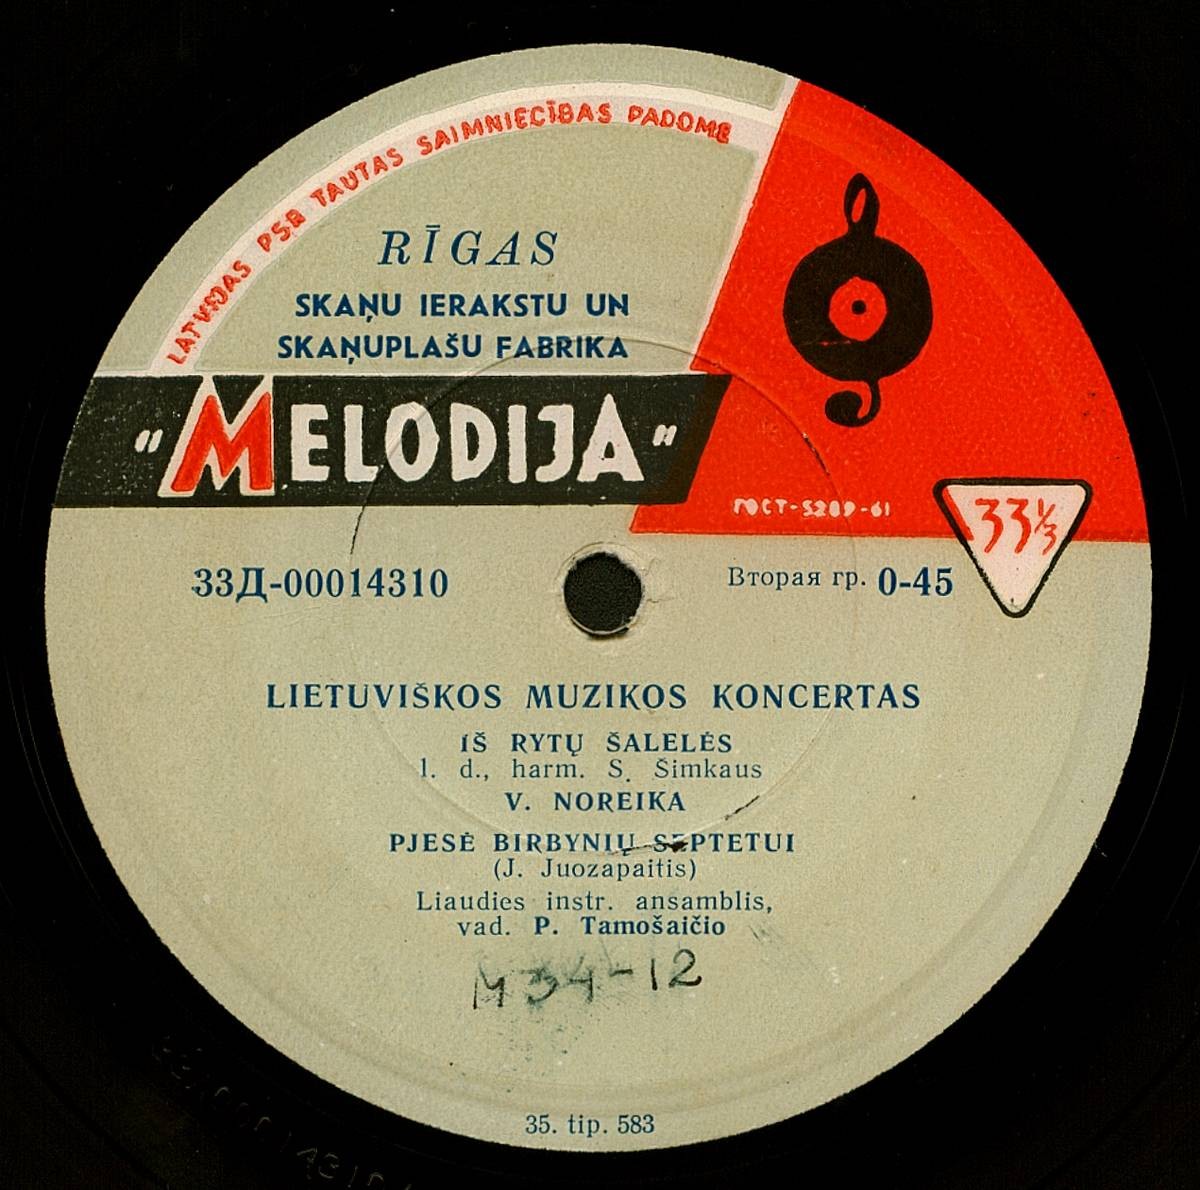 LATVIJAS PSR TAUTAS SAIMNIECĪBAS PADOME
RĪGAS
SKAŅU IERAKSTU UN
SKAŅUPLAŠU FABRIKA
"MELODIJA"
ГОСТ-5289-61
33⅓
33Д-00014310
Вторая гр. 0-45
LIETUVIŠKOS MUZIKOS KONCERTAS
IŠ RYTŲ ŠALELĖS
l. d., harm. S. Šimkaus
V. NOREIKA
PJESĖ BIRBYNIŲ SEPTETUI
(J. Juozapaitis)
Liaudies instr. ansamblis,
vad. P. Tamošaičio
M 34-12
35. tip. 583